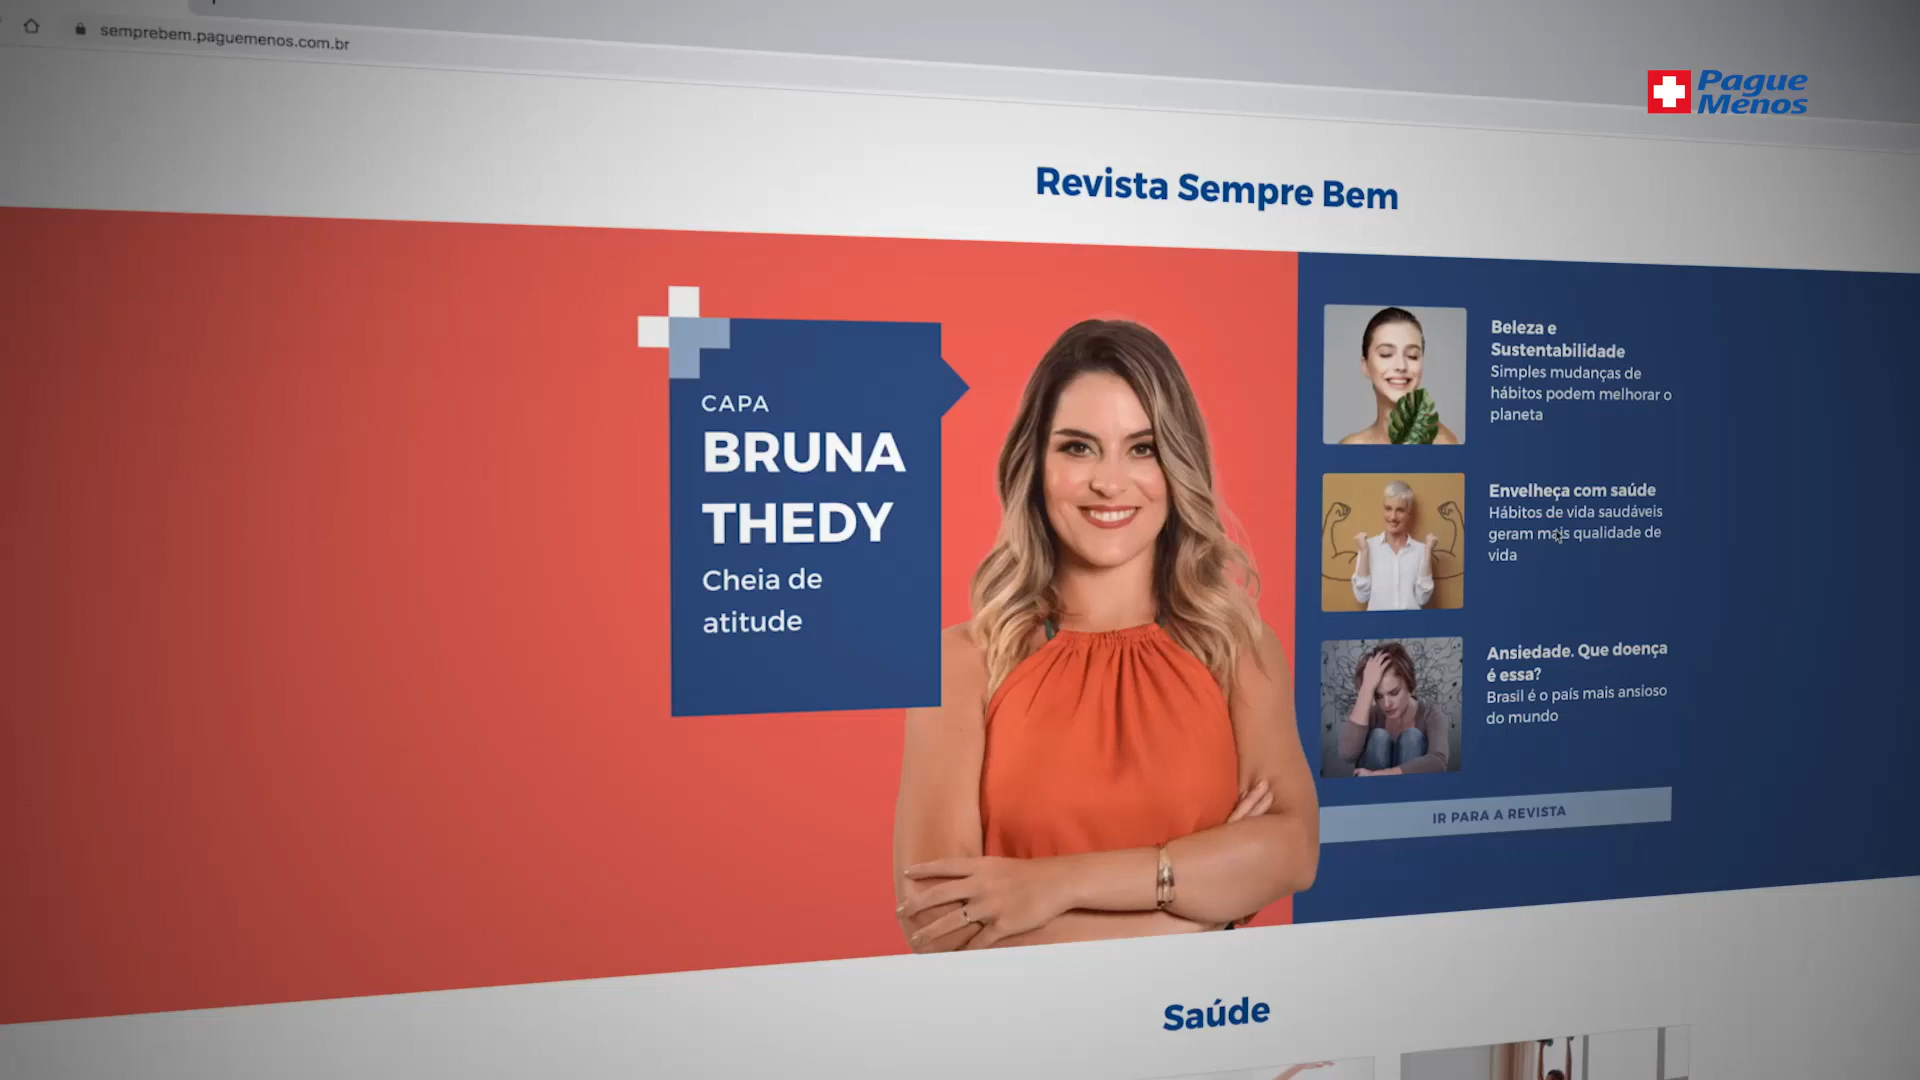 semprebem.paguemenos.com.br
Pague
Menos
Revista Sempre Bem
CAPA
BRUNA
THEDY
Cheia de
atitude
Beleza e
Sustentabilidade
Simples mudanças de
hábitos podem melhorar o
planeta
Envelheça com saúde
Hábitos de vida saudáveis
geram mais qualidade de
vida
Ansiedade. Que doença
é essa?
Brasil é o país mais ansioso
do mundo
IR PARA A REVISTA
Saúde